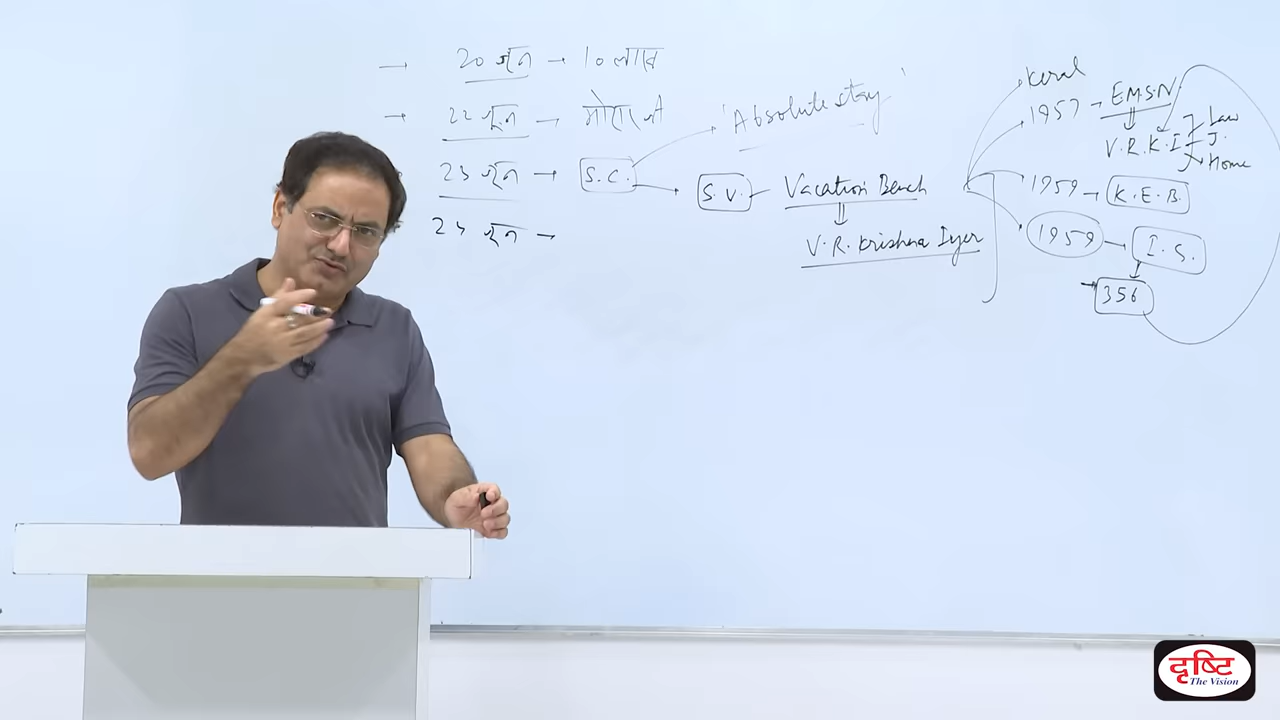 → 20 जून → 10 लाख
→ 22 जून →
23 जून → S.C.
'Absolute stay'
S.V. Vacation Bench
V. R. Krishna Iyer
24 जून →
Keral
1957 → EMSN
V.R.K.I
Law
J.
Home
1959 → K.E.B.
1959 → I.G.
356
दृष्टि
The Vision